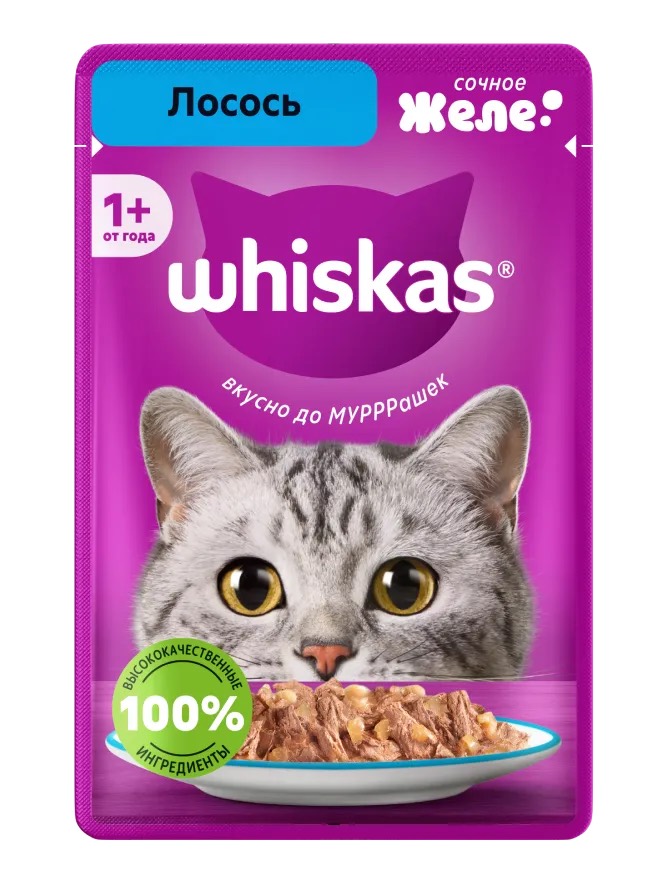 Лосось
сочное
Желе!
1+
от года
whiskas®
вкусно до МУРРРашек
ВЫСОКОКАЧЕСТВЕННЫЕ
100%
ИНГРЕДИЕНТЫ